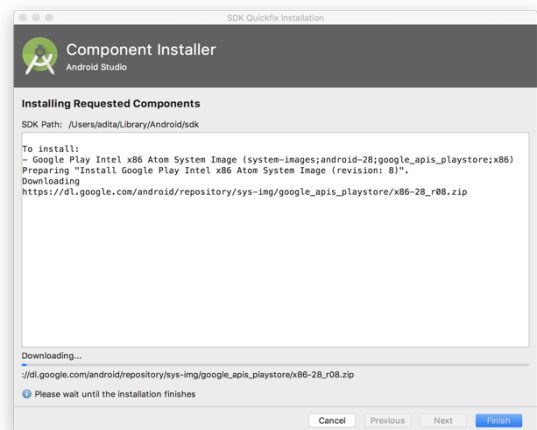 SDK Quickfix Installation
Component Installer
Android Studio
Installing Requested Components
SDK Path: /Users/adita/Library/Android/sdk
To install:
- Google Play Intel x86 Atom System Image (system-images;android-28;google_apis_playstore;x86)
Preparing "Install Google Play Intel x86 Atom System Image (revision: 8)".
Downloading
https://dl.google.com/android/repository/sys-img/google_apis_playstore/x86-28_r08.zip
Downloading...
://dl.google.com/android/repository/sys-img/google_apis_playstore/x86-28_r08.zip
Please wait until the installation finishes
Cancel
Previous
Next
Finish